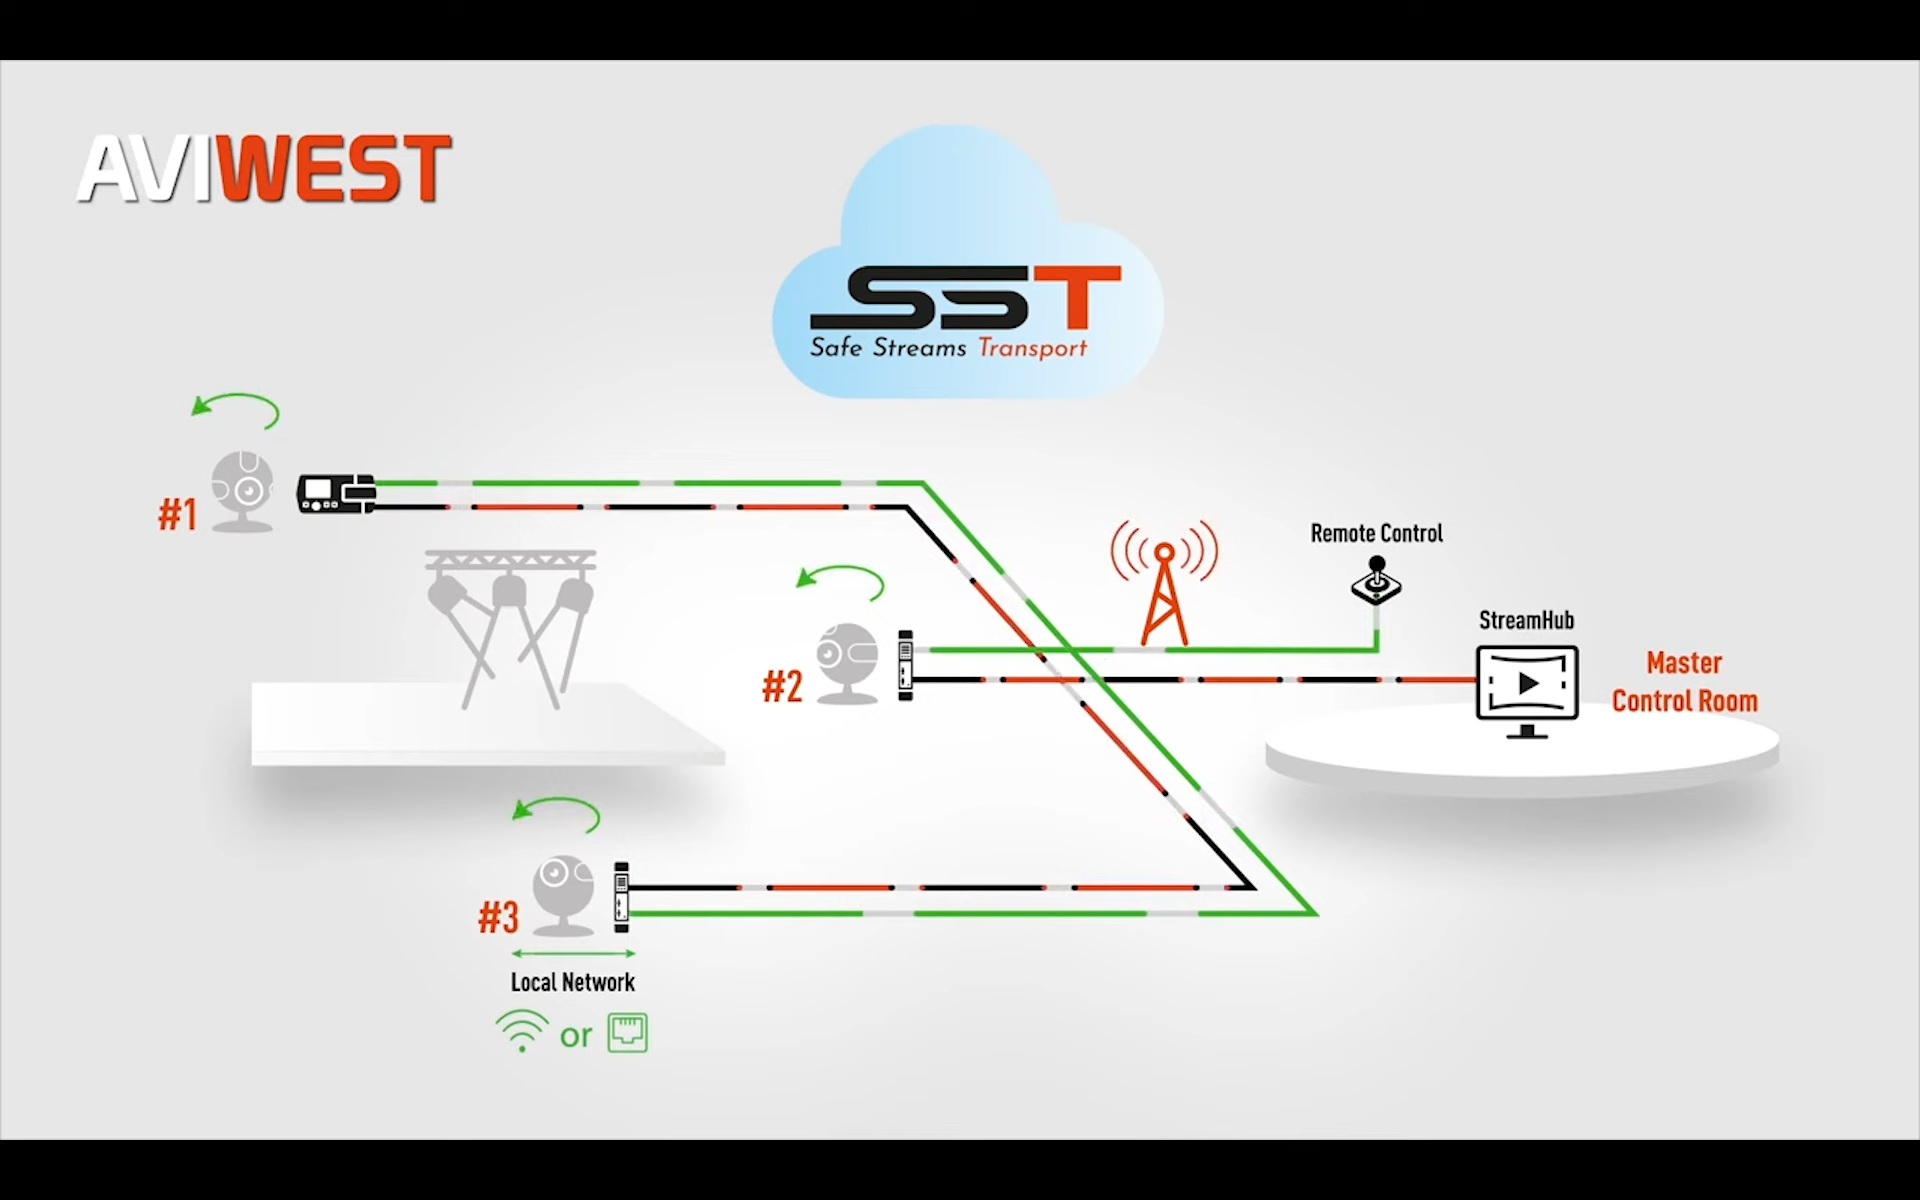 AVIWEST
SST
Safe Streams Transport
#1
Remote Control
StreamHub
#2
Master
Control Room
#3
Local Network
or